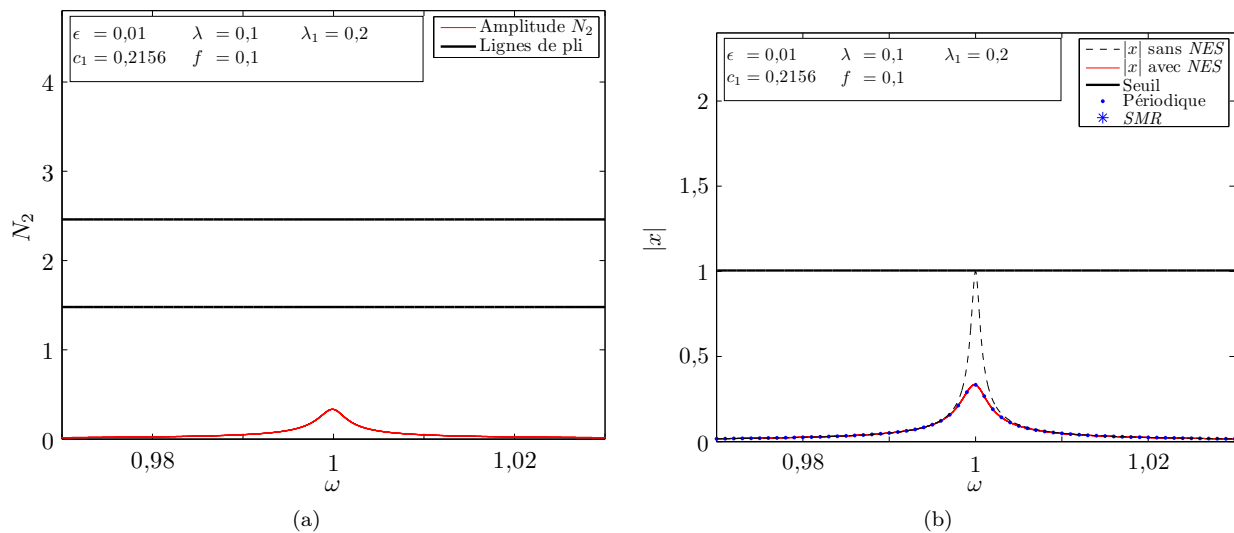 ϵ = 0,01 λ = 0,1 λ₁ = 0,2
c₁ = 0,2156 f = 0,1
Amplitude N₂
Lignes de pli
4
3
2
1
0
N₂
0,98 1 1,02
ω
(a)
ϵ = 0,01 λ = 0,1 λ₁ = 0,2
c₁ = 0,2156 f = 0,1
|x| sans NES
|x| avec NES
Seuil
Périodique
SMR
2
1,5
1
0,5
0
|x|
0,98 1 1,02
ω
(b)